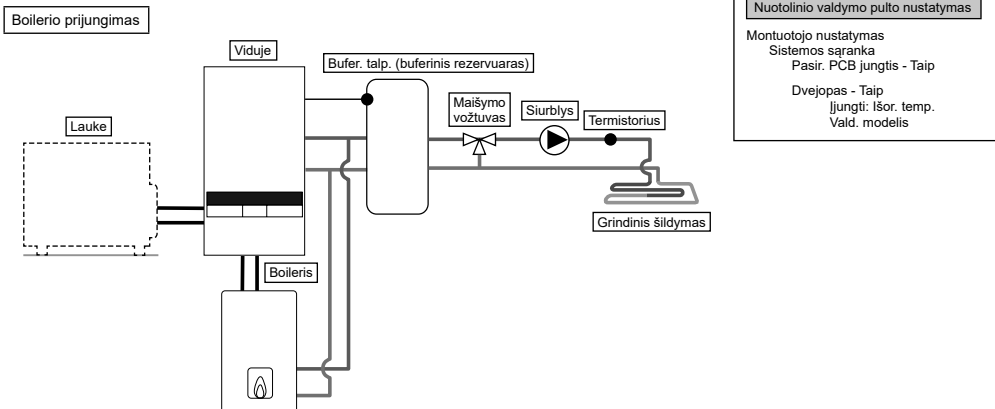 Boilerio prijungimas
Viduje
Bufer. talp. (buferinis rezervuaras)
Lauke
Maišymo
vožtuvas
Siurblys
Termistorius
Grindinis šildymas
Boileris
Nuotolinio valdymo pulto nustatymas
Montuotojo nustatymas
Sistemos sąranka
Pasir. PCB jungtis - Taip
Dvejopas - Taip
Įjungti: Išor. temp.
Vald. modelis